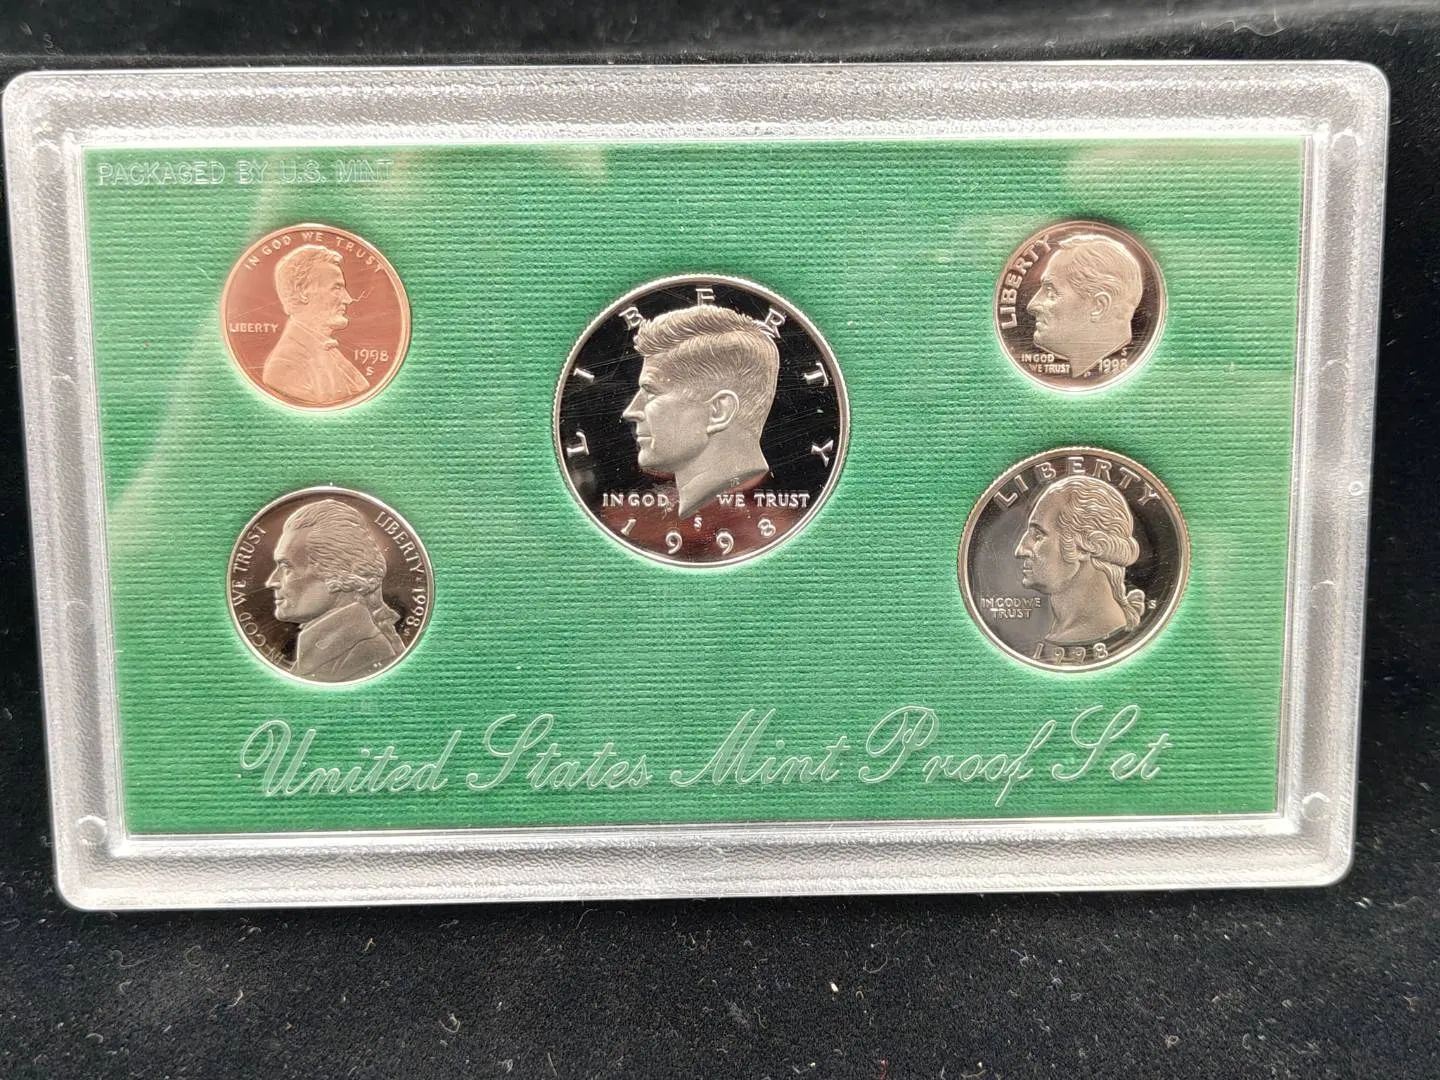 PACKAGED BY U.S. MINT
IN GOD WE TRUST
LIBERTY
1998
S
LIBERTY
IN GOD WE TRUST
1998
S
LIBERTY
IN GOD
WE TRUST
S
1998
IN GOD WE TRUST
LIBERTY ★ 1998
S
LIBERTY
IN GOD WE
TRUST
S
1998
United States Mint Proof Set